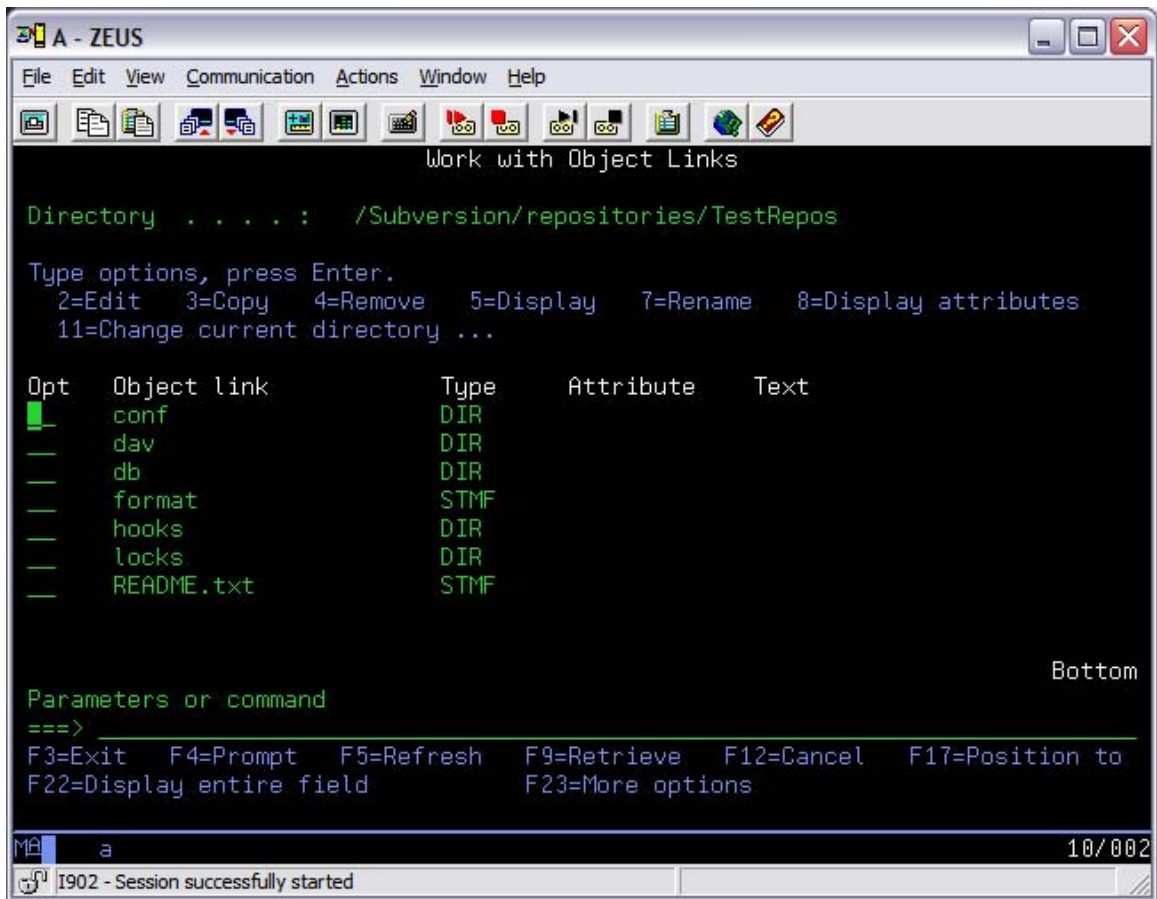 A - ZEUS
File Edit View Communication Actions Window Help
Work with Object Links
Directory . . . . : /Subversion/repositories/TestRepos
Type options, press Enter.
2=Edit 3=Copy 4=Remove 5=Display 7=Rename 8=Display attributes
11=Change current directory ...
Opt Object link Type Attribute Text
conf DIR
dav DIR
db DIR
format STMF
hooks DIR
locks DIR
README.txt STMF
Bottom
Parameters or command
===>
F3=Exit F4=Prompt F5=Refresh F9=Retrieve F12=Cancel F17=Position to
F22=Display entire field F23=More options
MA a 10/002
I902 - Session successfully started